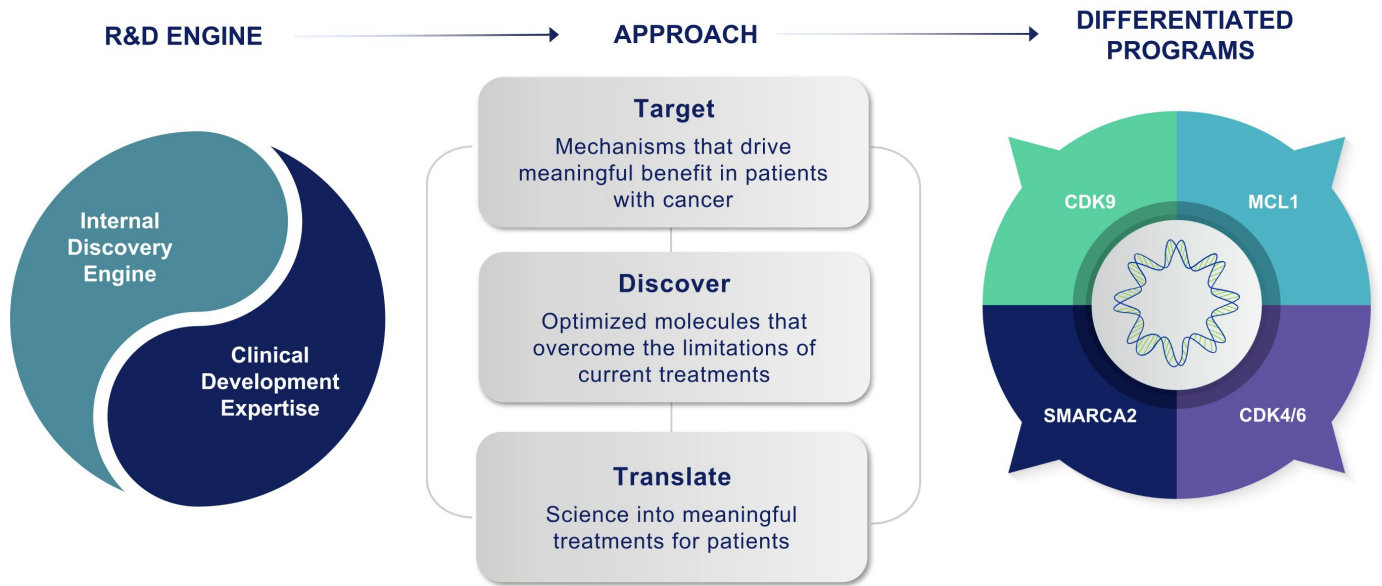 R&D ENGINE
APPROACH
DIFFERENTIATED
PROGRAMS
Internal
Discovery
Engine
Clinical
Development
Expertise
Target
Mechanisms that drive
meaningful benefit in patients
with cancer
Discover
Optimized molecules that
overcome the limitations of
current treatments
Translate
Science into meaningful
treatments for patients
CDK9
MCL1
SMARCA2
CDK4/6